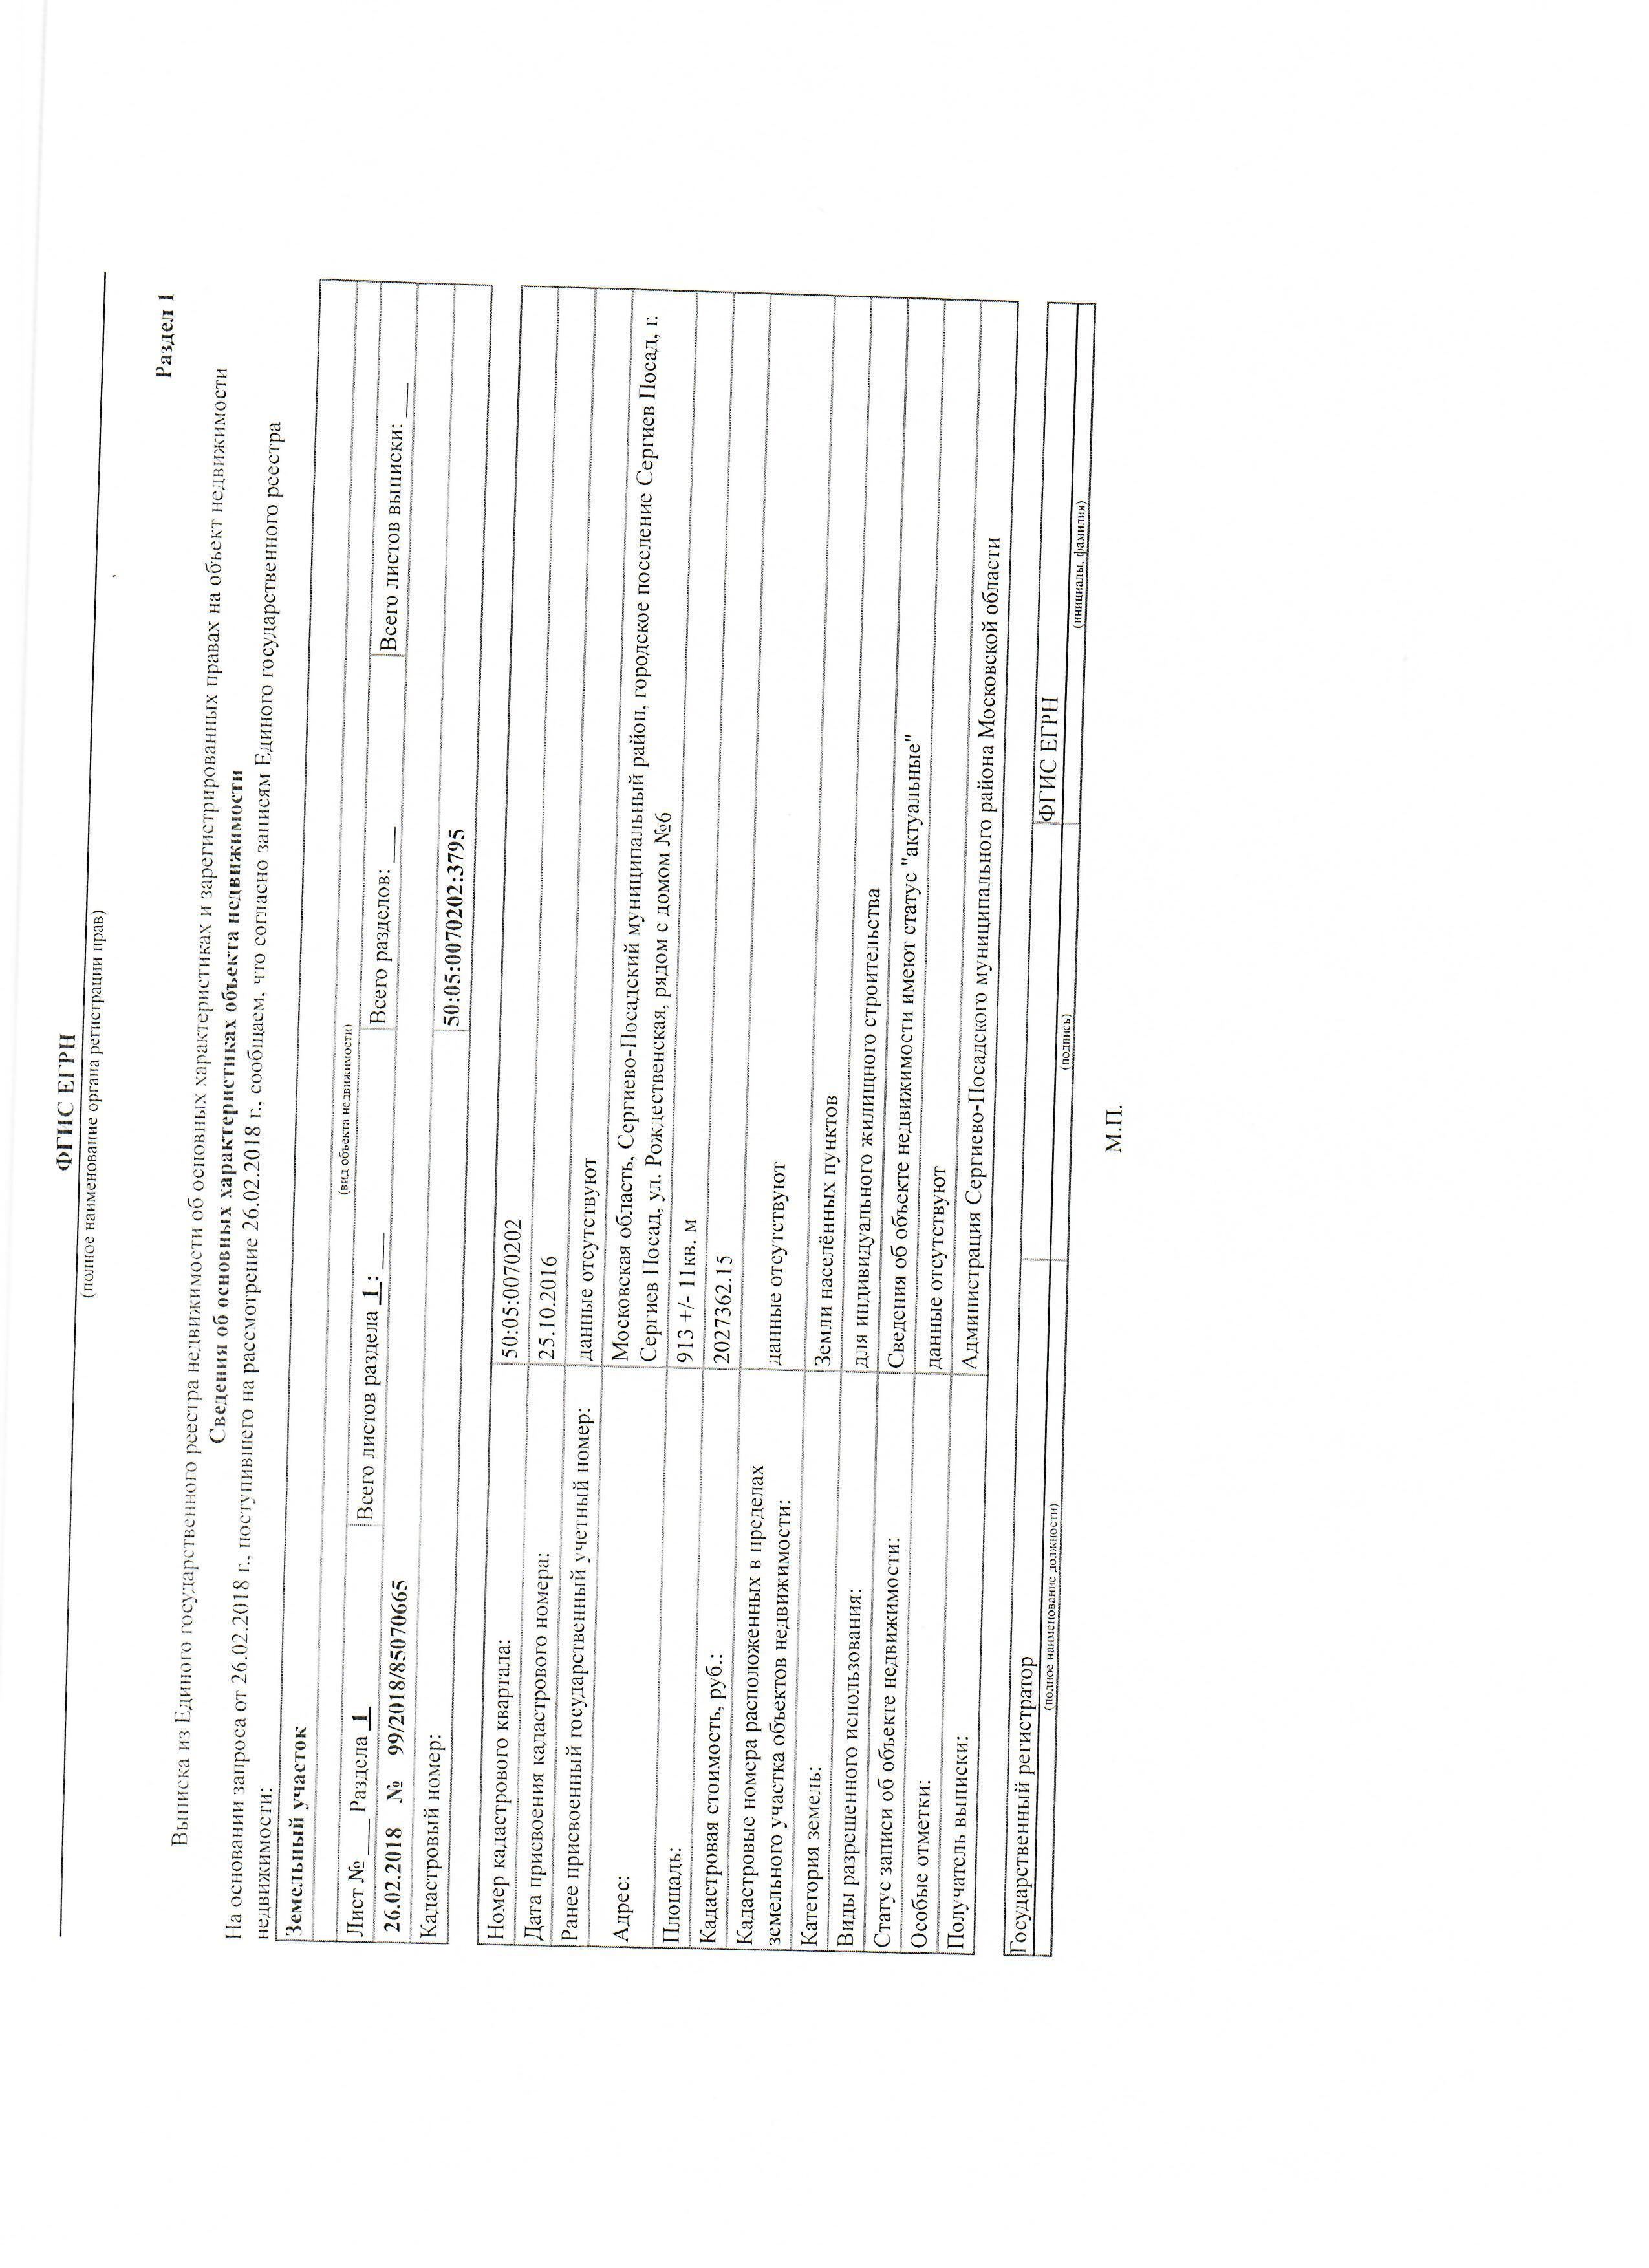 ФГИС ЕГРН
(полное наименование органа регистрации прав)
Раздел 1
Выписка из Единого государственного реестра недвижимости об основных характеристиках и зарегистрированных правах на объект недвижимости
Сведения об основных характеристиках объекта недвижимости
На основании запроса от 26.02.2018 г., поступившего на рассмотрение 26.02.2018 г., сообщаем, что согласно записям Единого государственного реестра
недвижимости:
Земельный участок
(вид объекта недвижимости)
Лист № ___ Раздела 1 Всего листов раздела 1 : ___ Всего разделов: ___ Всего листов выписки: ___
26.02.2018 № 99/2018/85070665
Кадастровый номер: 50:05:0070202:3795
Номер кадастрового квартала: 50:05:0070202
Дата присвоения кадастрового номера: 25.10.2016
Ранее присвоенный государственный учетный номер: данные отсутствуют
Адрес: Московская область, Сергиево-Посадский муниципальный район, городское поселение Сергиев Посад, г.
Сергиев Посад, ул. Рождественская, рядом с домом №6
Площадь: 913 +/- 11кв. м
Кадастровая стоимость, руб.: 2027362.15
Кадастровые номера расположенных в пределах
земельного участка объектов недвижимости: данные отсутствуют
Категория земель: Земли населённых пунктов
Виды разрешенного использования: для индивидуального жилищного строительства
Статус записи об объекте недвижимости: Сведения об объекте недвижимости имеют статус "актуальные"
Особые отметки: данные отсутствуют
Получатель выписки: Администрация Сергиево-Посадского муниципального района Московской области
Государственный регистратор ФГИС ЕГРН
(полное наименование должности) (подпись) (инициалы, фамилия)
М.П.